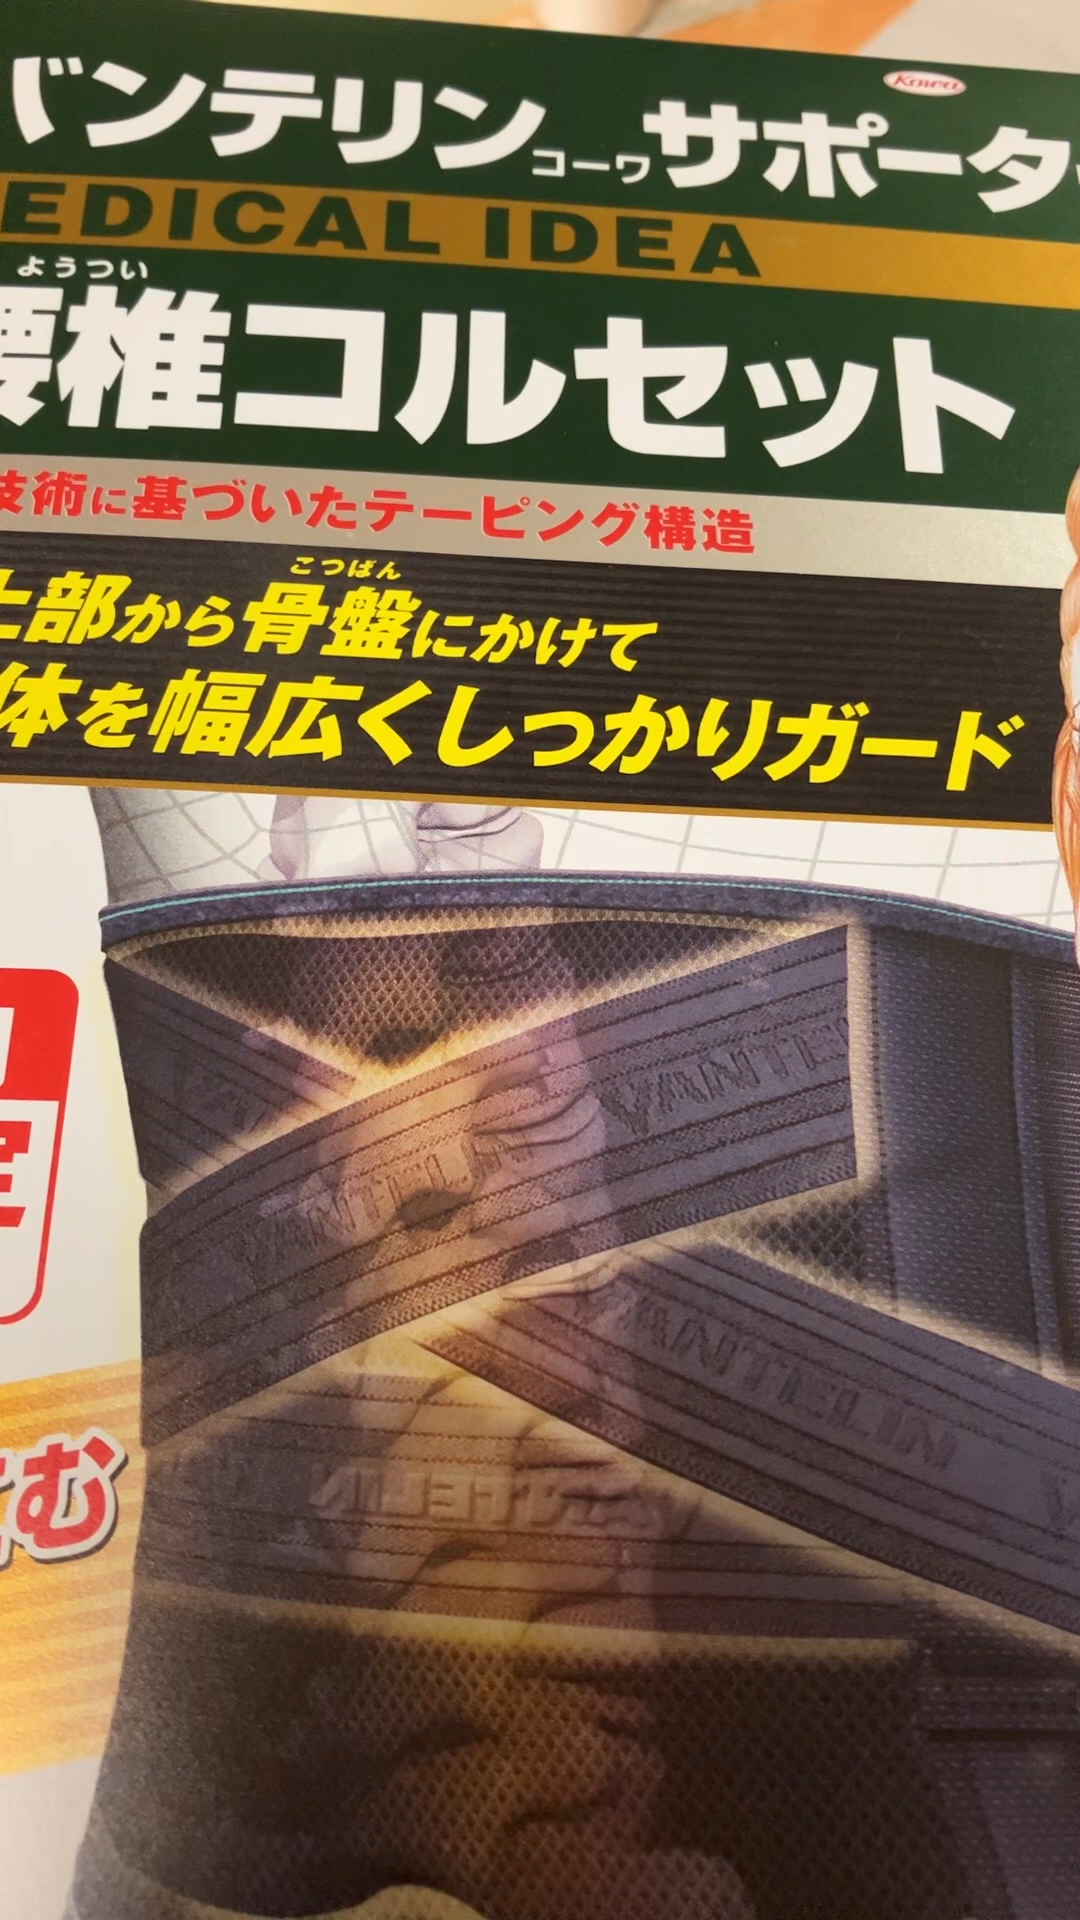 Kowa
バンテリンコーワサポーター
EDICAL IDEA
ようつい
腰椎コルセット
技術に基づいたテーピング構造
こつばん
上部から骨盤にかけて
体を幅広くしっかりガード
VANTE
VANTELIN
VANTELIN
VANTELIN
む